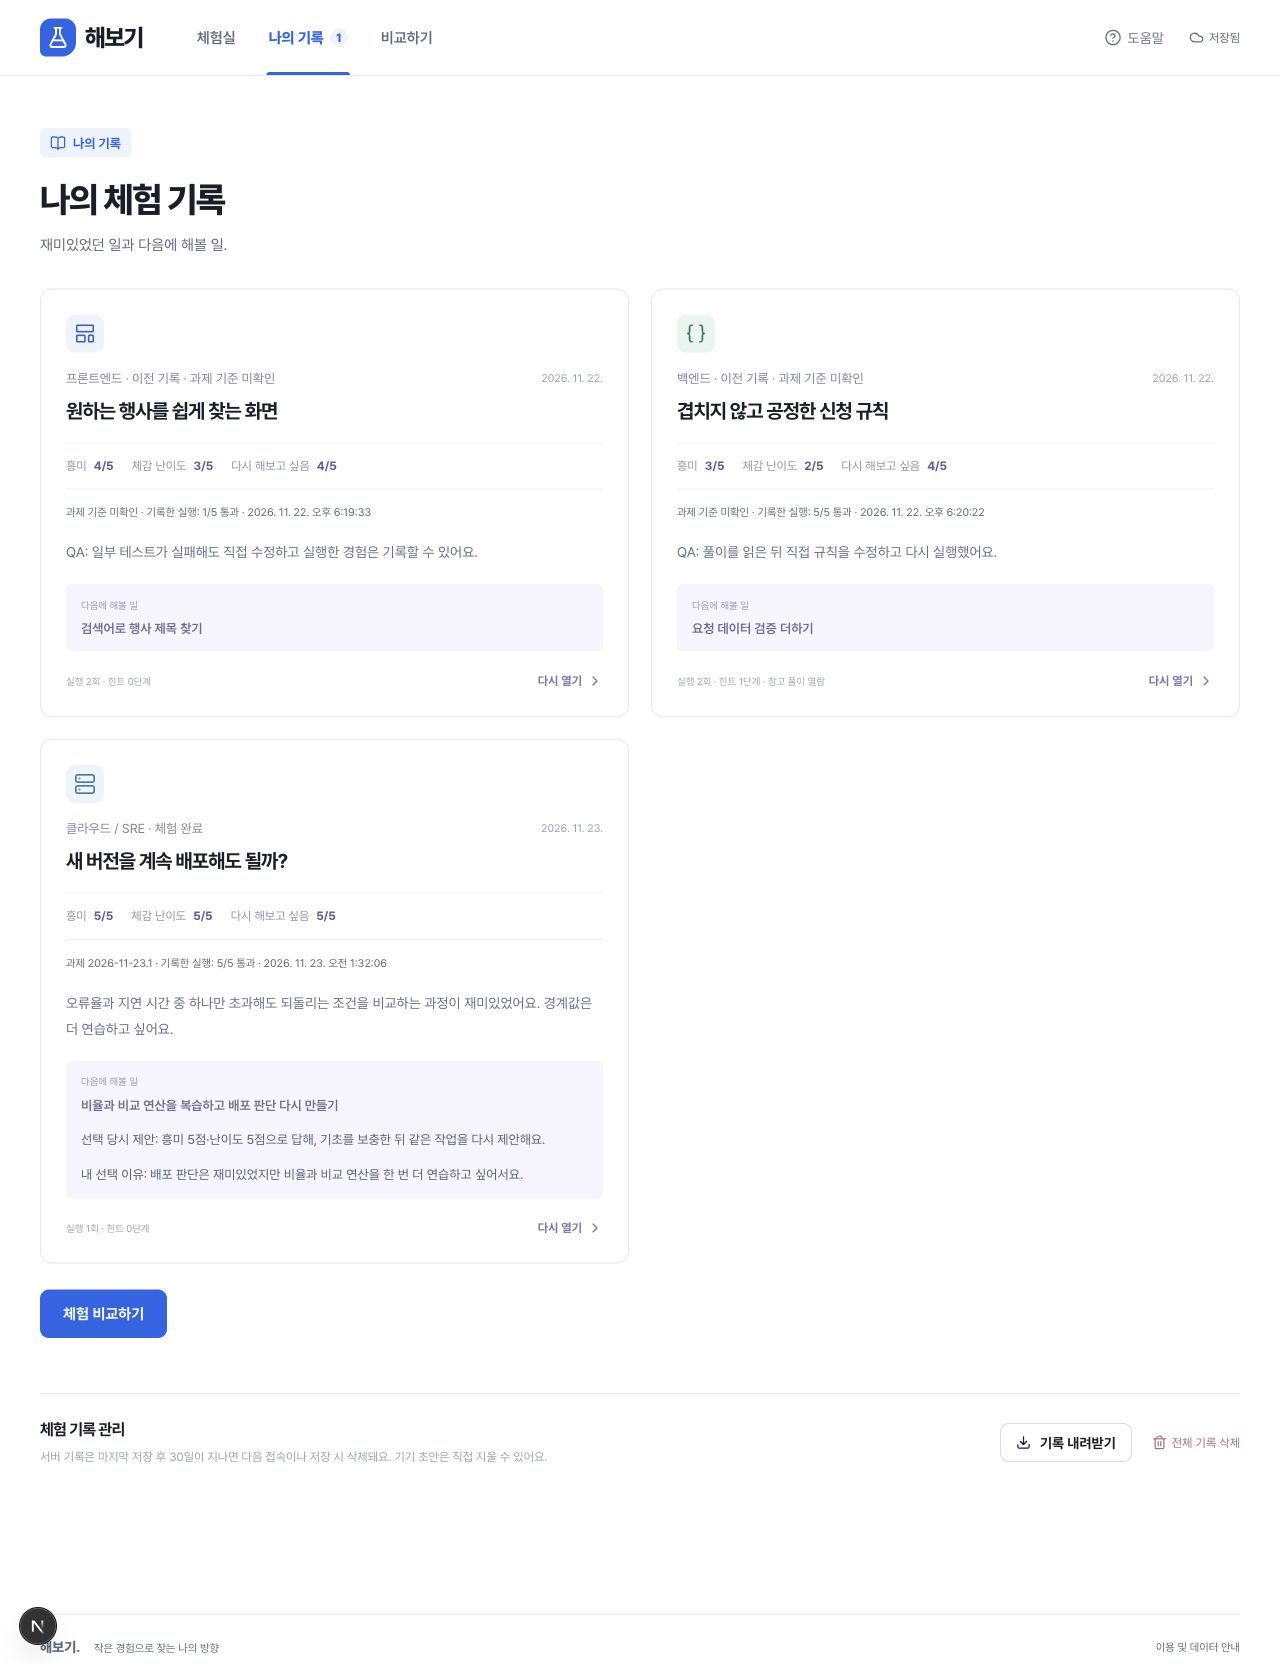 해보기
체험실
나의 기록 1
비교하기
도움말
저장됨
나의 기록
나의 체험 기록
재미있었던 일과 다음에 해볼 일.
프론트엔드 · 이전 기록 · 과제 기준 미확인
2026. 11. 22.
원하는 행사를 쉽게 찾는 화면
흥미 4/5 체감 난이도 3/5 다시 해보고 싶음 4/5
과제 기준 미확인 · 기록한 실행: 1/5 통과 · 2026. 11. 22. 오후 6:19:33
QA: 일부 테스트가 실패해도 직접 수정하고 실행한 경험은 기록할 수 있어요.
다음에 해볼 일
검색어로 행사 제목 찾기
실행 2회 · 힌트 0단계
다시 열기
{ }
백엔드 · 이전 기록 · 과제 기준 미확인
2026. 11. 22.
겹치지 않고 공정한 신청 규칙
흥미 3/5 체감 난이도 2/5 다시 해보고 싶음 4/5
과제 기준 미확인 · 기록한 실행: 5/5 통과 · 2026. 11. 22. 오후 6:20:22
QA: 풀이를 읽은 뒤 직접 규칙을 수정하고 다시 실행했어요.
다음에 해볼 일
요청 데이터 검증 더하기
실행 2회 · 힌트 1단계 · 참고 풀이 열람
다시 열기
클라우드 / SRE · 체험 완료
2026. 11. 23.
새 버전을 계속 배포해도 될까?
흥미 5/5 체감 난이도 5/5 다시 해보고 싶음 5/5
과제 2026-11-23.1 · 기록한 실행: 5/5 통과 · 2026. 11. 23. 오전 1:32:06
오류율과 지연 시간 중 하나만 초과해도 되돌리는 조건을 비교하는 과정이 재미있었어요. 경계값은
더 연습하고 싶어요.
다음에 해볼 일
비율과 비교 연산을 복습하고 배포 판단 다시 만들기
선택 당시 제안: 흥미 5점·난이도 5점으로 답해, 기초를 보충한 뒤 같은 작업을 다시 제안해요.
내 선택 이유: 배포 판단은 재미있었지만 비율과 비교 연산을 한 번 더 연습하고 싶어서요.
실행 1회 · 힌트 0단계
다시 열기
체험 비교하기
체험 기록 관리
서버 기록은 마지막 저장 후 30일이 지나면 다음 접속이나 저장 시 삭제돼요. 기기 초안은 직접 지울 수 있어요.
기록 내려받기
전체 기록 삭제
N
해보기.
작은 경험으로 찾는 나의 방향
이용 및 데이터 안내